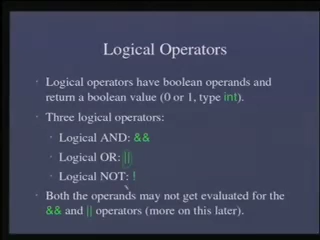 Logical Operators
Logical operators have boolean operands and
return a boolean value (0 or 1, type int).
Three logical operators:
Logical AND: &&
Logical OR: ||
Logical NOT: !
Both the operands may not get evaluated for the
&& and || operators (more on this later).